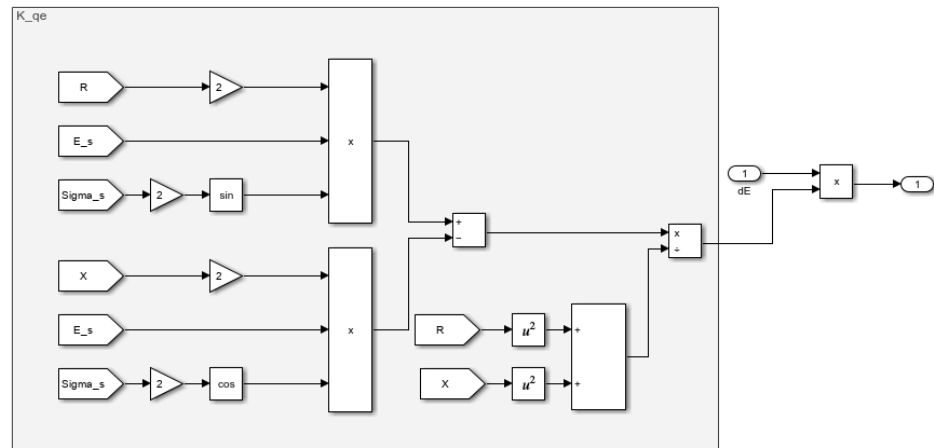 K_qe
R
2
E_s
x
Sigma_s
2
sin
+
−
x
÷
1
dE
x
1
X
2
E_s
x
Sigma_s
2
cos
R
u²
+
X
u²
+